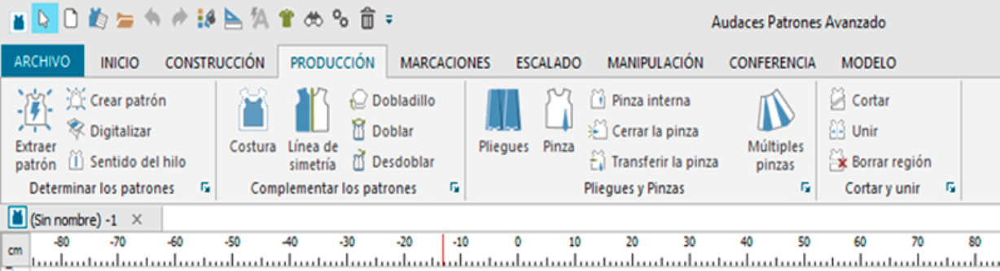 Audaces Patrones Avanzado
ARCHIVO INICIO CONSTRUCCIÓN PRODUCCIÓN MARCACIONES ESCALADO MANIPULACIÓN CONFERENCIA MODELO
Extraer patrón
Crear patrón
Digitalizar
Sentido del hilo
Determinar los patrones
Costura
Línea de simetría
Dobladillo
Doblar
Desdoblar
Complementar los patrones
Pliegues
Pinza
Pinza interna
Cerrar la pinza
Transferir la pinza
Múltiples pinzas
Pliegues y Pinzas
Cortar
Unir
Borrar región
Cortar y unir
(Sin nombre) -1
cm -80 -70 -60 -50 -40 -30 -20 -10 0 10 20 30 40 50 60 70 80